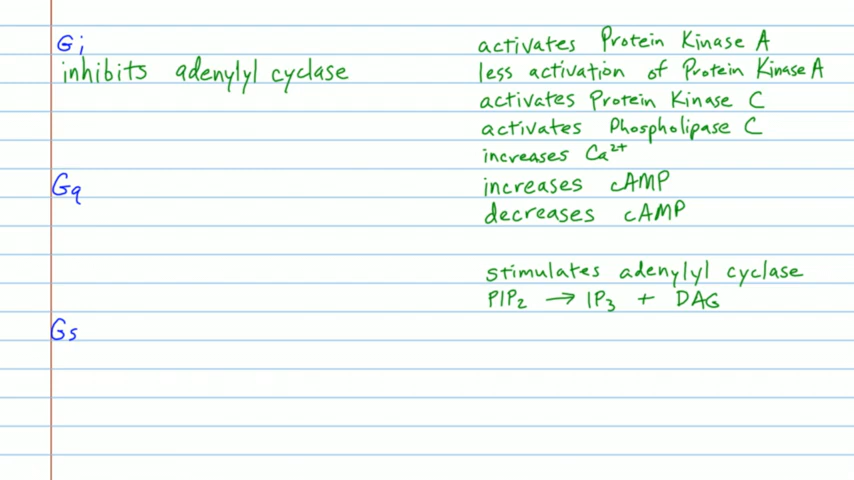 Gi
inhibits adenylyl cyclase
activates Protein Kinase A
less activation of Protein Kinase A
activates Protein Kinase C
activates Phospholipase C
increases Ca²⁺
Gq
increases cAMP
decreases cAMP
stimulates adenylyl cyclase
PIP₂ → IP₃ + DAG
Gs